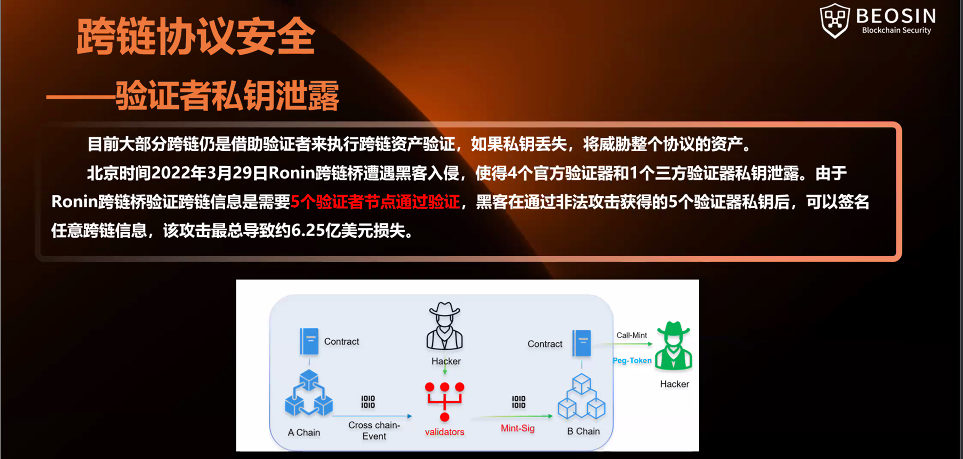 跨链协议安全
BEOSIN
Blockchain Security
——验证者私钥泄露
目前大部分跨链仍是借助验证者来执行跨链资产验证，如果私钥丢失，将威胁整个协议的资产。
北京时间2022年3月29日Ronin跨链桥遭遇黑客入侵，使得4个官方验证器和1个三方验证器私钥泄露。由于
Ronin跨链桥验证跨链信息是需要5个验证者节点通过验证，黑客在通过非法攻击获得的5个验证器私钥后，可以签名
任意跨链信息，该攻击最总导致约6.25亿美元损失。
Contract
Hacker
Contract
Call-Mint
Peg-Token
Hacker
1010
1010
1010
1010
A Chain
Cross chain-
Event
validators
Mint-Sig
B Chain